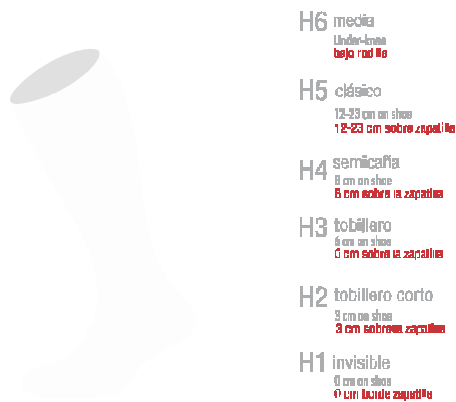 H6 media
Under-knee
bajo rodilla
H5 clásico
12-23 cm on shoe
12-23 cm sobre zapatilla
H4 semicaña
8 cm on shoe
8 cm sobre la zapatilla
H3 tobillero
6 cm on shoe
6 cm sobre la zapatilla
H2 tobillero corto
3 cm on shoe
3 cm sobre la zapatilla
H1 invisible
0 cm on shoe
0 cm borde zapatilla